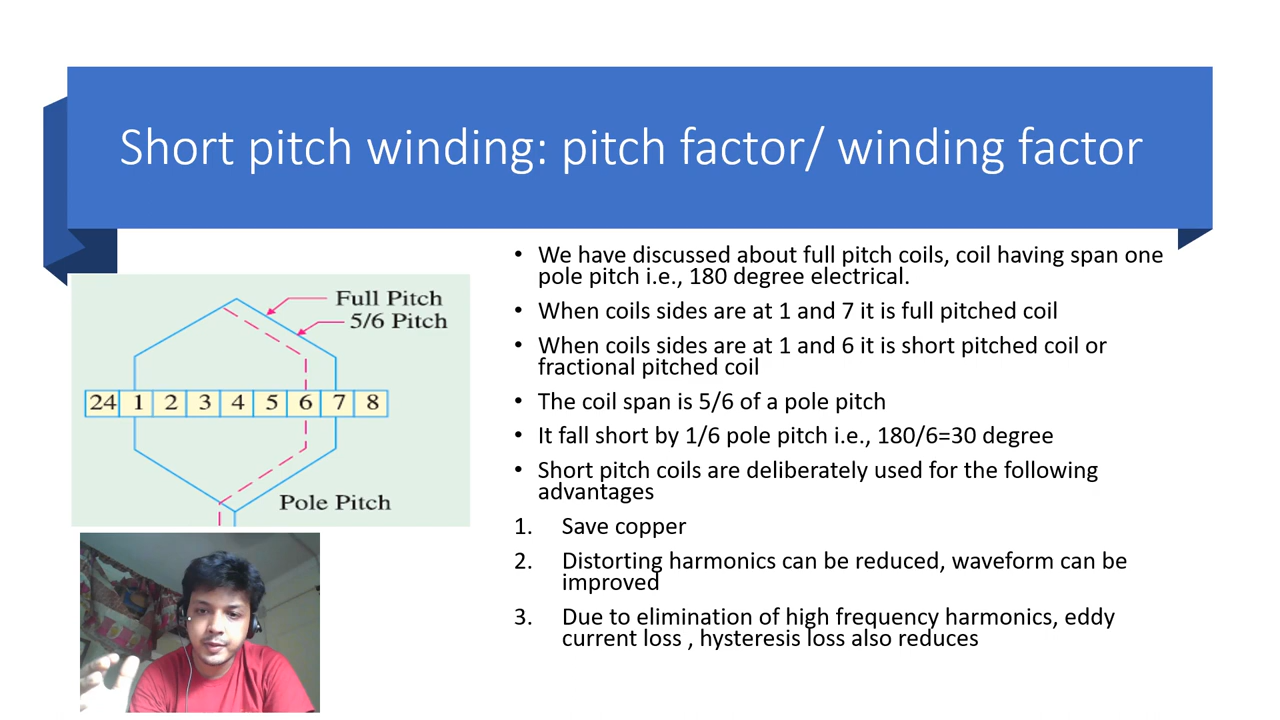 Short pitch winding: pitch factor/ winding factor
Full Pitch
5/6 Pitch
24 1 2 3 4 5 6 7 8
Pole Pitch
• We have discussed about full pitch coils, coil having span one
pole pitch i.e., 180 degree electrical.
• When coils sides are at 1 and 7 it is full pitched coil
• When coils sides are at 1 and 6 it is short pitched coil or
fractional pitched coil
• The coil span is 5/6 of a pole pitch
• It fall short by 1/6 pole pitch i.e., 180/6=30 degree
• Short pitch coils are deliberately used for the following
advantages
1. Save copper
2. Distorting harmonics can be reduced, waveform can be
improved
3. Due to elimination of high frequency harmonics, eddy
current loss , hysteresis loss also reduces